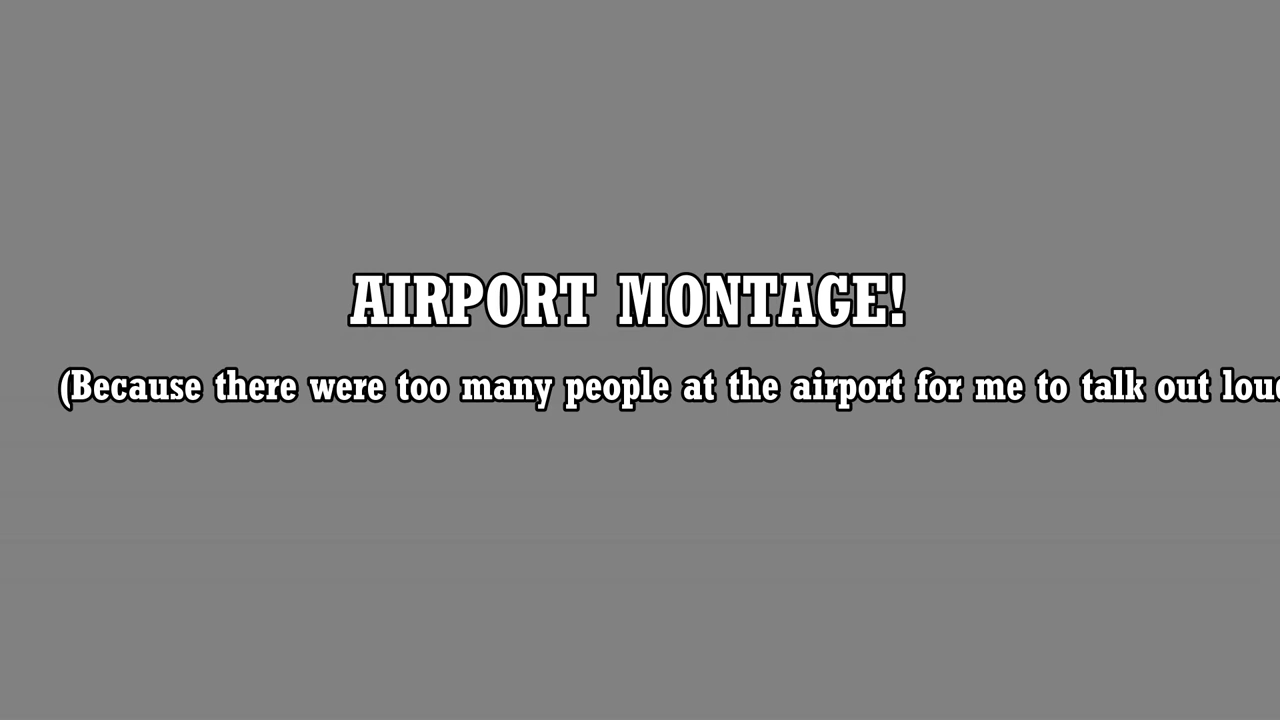 AIRPORT MONTAGE!
(Because there were too many people at the airport for me to talk out